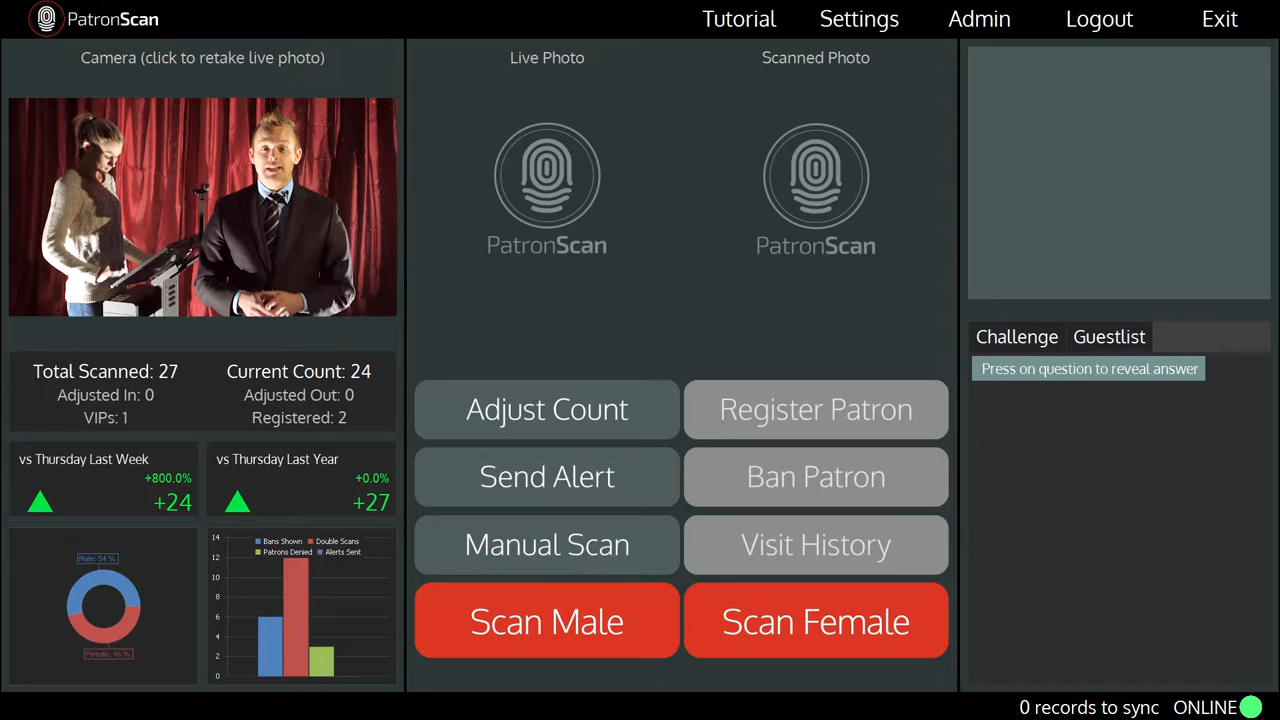 PatronScan
Tutorial Settings Admin Logout Exit
Camera (click to retake live photo)
Live Photo
Scanned Photo
PatronScan
PatronScan
Total Scanned: 27
Adjusted In: 0
VIPs: 1
Current Count: 24
Adjusted Out: 0
Registered: 2
vs Thursday Last Week
+800.0%
+24
vs Thursday Last Year
+0.0%
+27
Male: 54 %
Female: 46 %
14
12
10
8
6
4
2
0
Bans Shown Double Scans
Patrons Denied Alerts Sent
Adjust Count
Register Patron
Send Alert
Ban Patron
Manual Scan
Visit History
Scan Male
Scan Female
Challenge Guestlist
Press on question to reveal answer
0 records to sync ONLINE